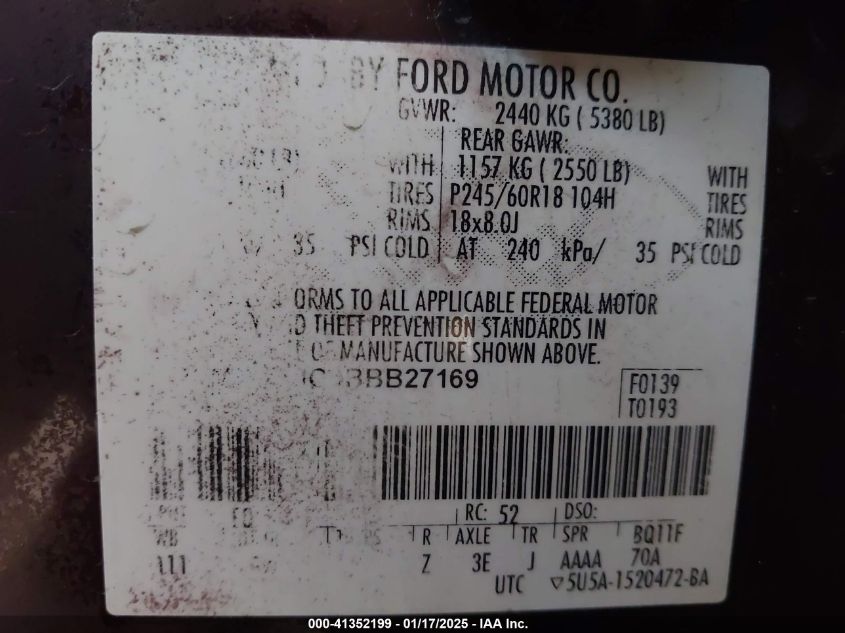 BY FORD MOTOR CO.
GVWR: 2440 KG ( 5380 LB)
REAR GAWR:
WITH 1157 KG ( 2550 LB) WITH
TIRES P245/60R18 104H TIRES
RIMS 18x8.0J RIMS
35 PSI COLD AT 240 kPa/ 35 PSI COLD
ORMS TO ALL APPLICABLE FEDERAL MOTOR
THEFT PREVENTION STANDARDS IN
OF MANUFACTURE SHOWN ABOVE.
BBB27169
F0139
T0193
RC: 52 DSO:
WB R AXLE TR SPR BQ11F
111 Z 3E J AAAA 70A
UTC ▽5U5A-1520472-BA
000-41352199 - 01/17/2025 - IAA Inc.